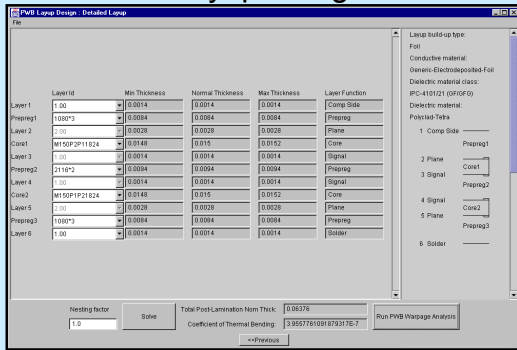 PWB Layup Design : Detailed Layup
File
Layer Id Min Thickness Normal Thickness Max Thickness Layer Function
Layer 1 1.00 0.0014 0.0014 0.0014 Comp Side
Prepreg1 1080*3 0.0084 0.0084 0.0084 Prepreg
Layer 2 2.00 0.0028 0.0028 0.0028 Plane
Core1 M150P2P11824 0.0148 0.015 0.0152 Core
Layer 3 1.00 0.0014 0.0014 0.0014 Signal
Prepreg2 2116*2 0.0094 0.0094 0.0094 Prepreg
Layer 4 1.00 0.0014 0.0014 0.0014 Signal
Core2 M150P1P21824 0.0148 0.015 0.0152 Core
Layer 5 2.00 0.0028 0.0028 0.0028 Plane
Prepreg3 1080*3 0.0084 0.0084 0.0084 Prepreg
Layer 6 1.00 0.0014 0.0014 0.0014 Solder
Layup build-up type:
Foil
Conductive material:
Generic-Electrodeposited-Foil
Dielectric material class:
IPC-4101/21 (GF/GFG)
Dielectric material:
Polyclad-Tetra
1 Comp Side
Prepreg1
2 Plane
Core1
3 Signal
Prepreg2
4 Signal
Core2
5 Plane
Prepreg3
6 Solder
Nesting factor
1.0
Solve
Total Post-Lamination Nom Thick: 0.06376
Coefficient of Thermal Bending: 3.9557761091879317E-7
Run PWB Warpage Analysis
<<Previous